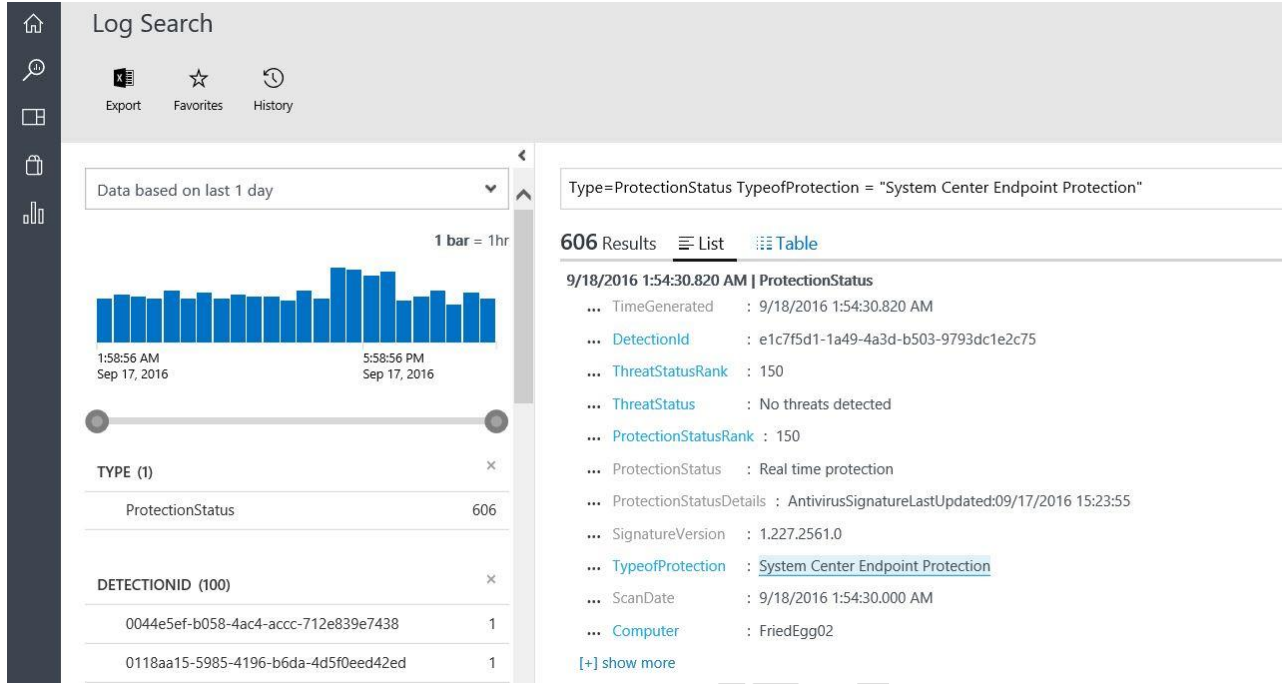 Log Search
Export Favorites History
Data based on last 1 day
1 bar = 1hr
1:58:56 AM
Sep 17, 2016
5:58:56 PM
Sep 17, 2016
TYPE (1)
ProtectionStatus 606
DETECTIONID (100)
0044e5ef-b058-4ac4-accc-712e839e7438 1
0118aa15-5985-4196-b6da-4d5f0eed42ed 1
Type=ProtectionStatus TypeofProtection = "System Center Endpoint Protection"
606 Results List Table
9/18/2016 1:54:30.820 AM | ProtectionStatus
... TimeGenerated : 9/18/2016 1:54:30.820 AM
... DetectionId : e1c7f5d1-1a49-4a3d-b503-9793dc1e2c75
... ThreatStatusRank : 150
... ThreatStatus : No threats detected
... ProtectionStatusRank : 150
... ProtectionStatus : Real time protection
... ProtectionStatusDetails : AntivirusSignatureLastUpdated:09/17/2016 15:23:55
... SignatureVersion : 1.227.2561.0
... TypeofProtection : System Center Endpoint Protection
... ScanDate : 9/18/2016 1:54:30.000 AM
... Computer : FriedEgg02
[+] show more